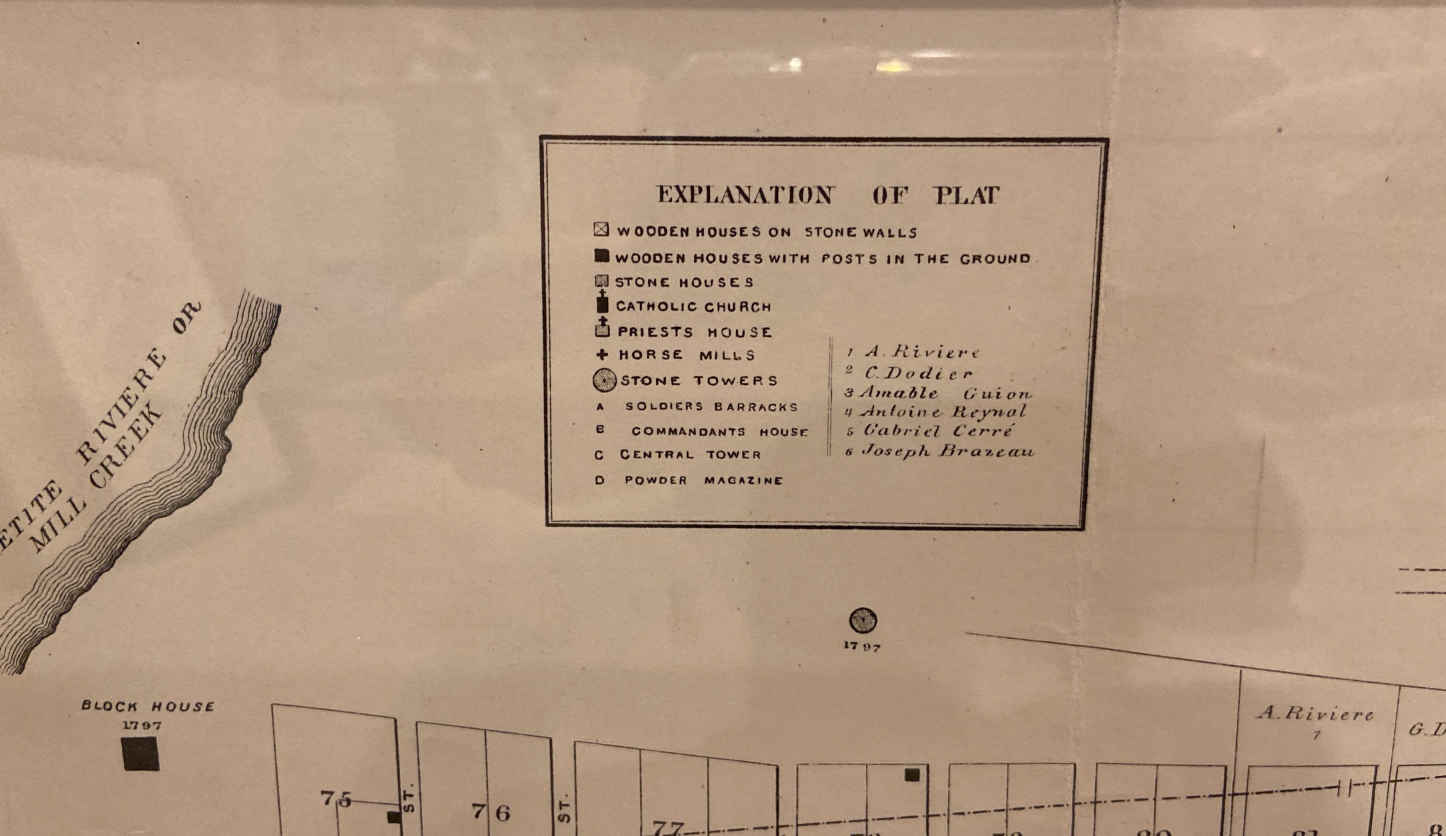 EXPLANATION OF PLAT
WOODEN HOUSES ON STONE WALLS
WOODEN HOUSES WITH POSTS IN THE GROUND
STONE HOUSES
CATHOLIC CHURCH
PRIESTS HOUSE
HORSE MILLS
STONE TOWERS
A SOLDIERS BARRACKS
B COMMANDANTS HOUSE
C CENTRAL TOWER
D POWDER MAGAZINE
1 A. Riviere
2 C. Dodier
3 Amable Guion
4 Antoine Reynal
5 Gabriel Cerré
6 Joseph Brazeau
ETITE RIVIERE OR
MILL CREEK
1797
BLOCK HOUSE
1797
A. Riviere
1
G. D
75
ST.
76
ST.
77